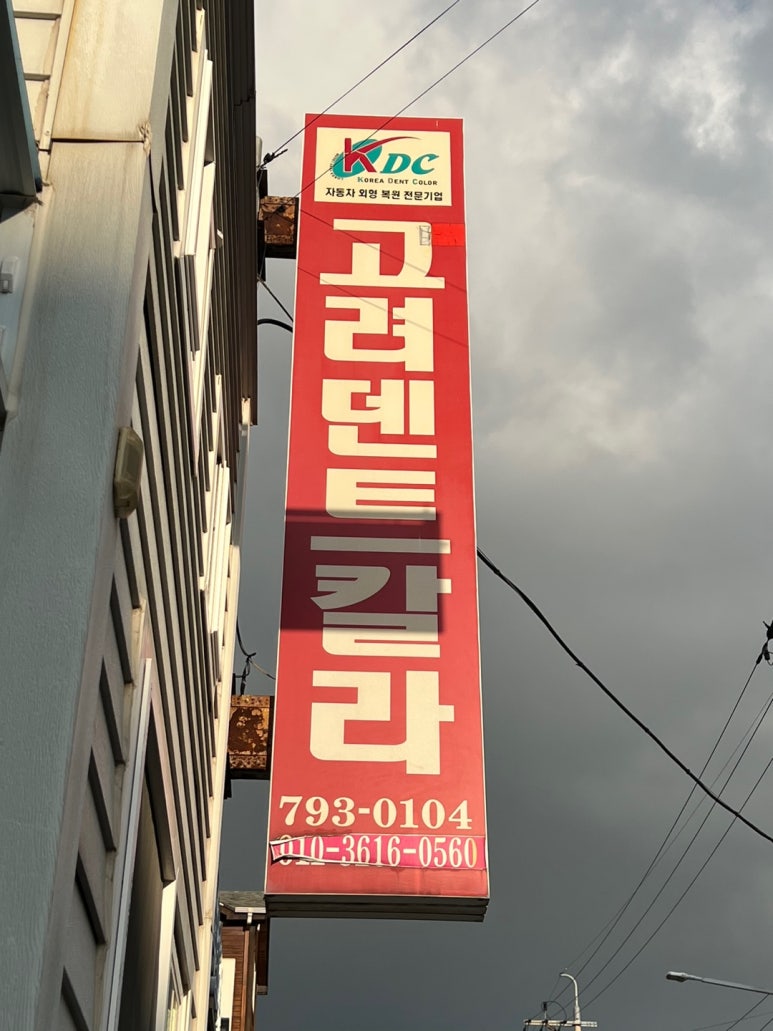 KDC
KOREA DENT COLOR
자동차 외형 복원 전문기업
고려덴트칼라
793-0104
010-3616-0560